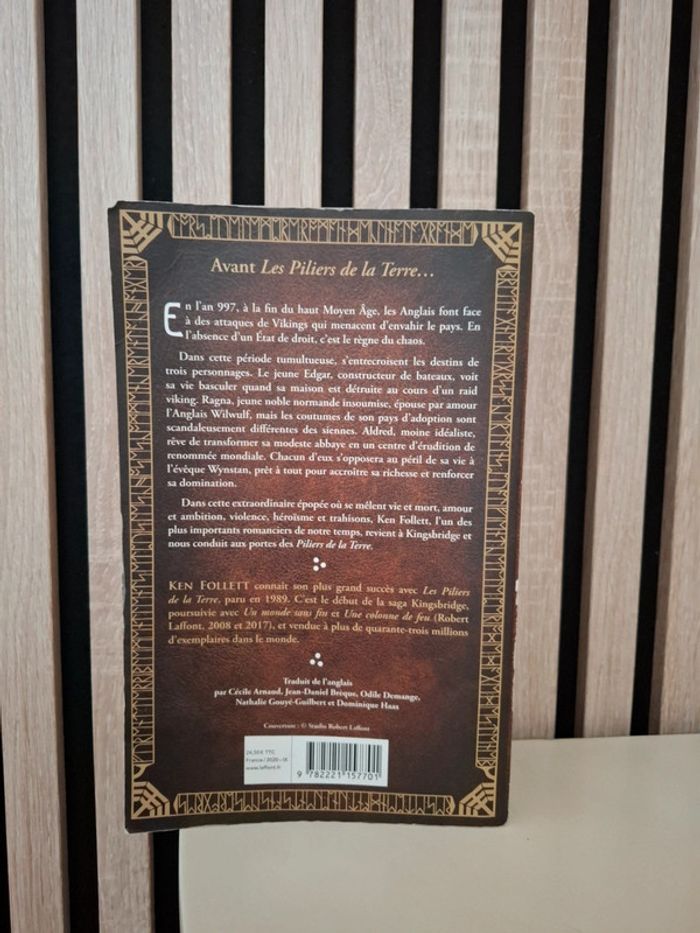 Avant Les Piliers de la Terre…
En l'an 997, à la fin du haut Moyen Âge, les Anglais font face
à des attaques de Vikings qui menacent d'envahir le pays. En
l'absence d'un État de droit, c'est le règne du chaos.
Dans cette période tumultueuse, s'entrecroisent les destins de
trois personnages. Le jeune Edgar, constructeur de bateaux, voit
sa vie basculer quand sa maison est détruite au cours d'un raid
viking. Ragna, jeune noble normande insoumise, épouse par amour
l'Anglais Wilwulf, mais les coutumes de son pays d'adoption sont
scandaleusement différentes des siennes. Aldred, moine idéaliste,
rêve de transformer sa modeste abbaye en un centre d'érudition de
renommée mondiale. Chacun d'eux s'opposera au péril de sa vie à
l'évêque Wynstan, prêt à tout pour accroître sa richesse et renforcer
sa domination.
Dans cette extraordinaire épopée où se mêlent vie et mort, amour
et ambition, violence, héroïsme et trahisons, Ken Follett, l'un des
plus importants romanciers de notre temps, revient à Kingsbridge et
nous conduit aux portes des Piliers de la Terre.
KEN FOLLETT connaît son plus grand succès avec Les Piliers
de la Terre, paru en 1989. C'est le début de la saga Kingsbridge,
poursuivie avec Un monde sans fin et Une colonne de feu (Robert
Laffont, 2008 et 2017), et vendue à plus de quarante-trois millions
d'exemplaires dans le monde.
Traduit de l'anglais
par Cécile Arnaud, Jean-Daniel Brèque, Odile Demange,
Nathalie Gouyé-Guilbert et Dominique Haas
Couverture : © Studio Robert Laffont
24,50 € TTC
France / 2020-IX
www.laffont.fr
9 782221 157701